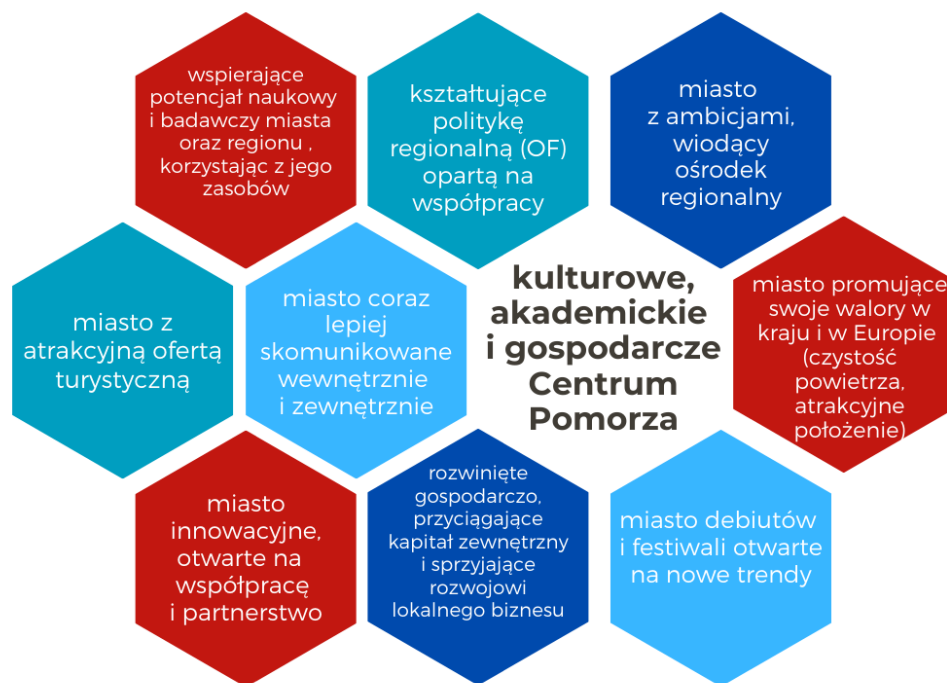 wspierające
potencjał naukowy
i badawczy miasta
oraz regionu ,
korzystając z jego
zasobów
kształtujące
politykę
regionalną (OF)
opartą na
współpracy
miasto
z ambicjami,
wiodący
ośrodek
regionalny
miasto z
atrakcyjną ofertą
turystyczną
miasto coraz
lepiej
skomunikowane
wewnętrznie
i zewnętrznie
kulturowe,
akademickie
i gospodarcze
Centrum
Pomorza
miasto promujące
swoje walory w
kraju i w Europie
(czystość
powietrza,
atrakcyjne
położenie)
miasto
innowacyjne,
otwarte na
współpracę
i partnerstwo
rozwinięte
gospodarczo,
przyciągające
kapitał zewnętrzny
i sprzyjające
rozwojowi
lokalnego biznesu
miasto debiutów
i festiwali otwarte
na nowe trendy